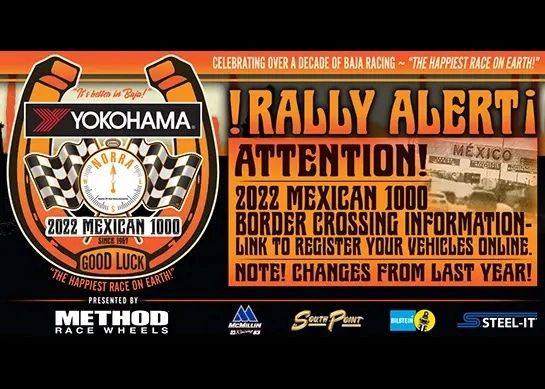 CELEBRATING OVER A DECADE OF BAJA RACING ~ "THE HAPPIEST RACE ON EARTH!"
"It's better in Baja!"
YOKOHAMA®
NORRA
2022 MEXICAN 1000
SINCE 1967
GOOD LUCK
"THE HAPPIEST RACE ON EARTH!"
!RALLY ALERT¡
MÉXICO
ATTENTION!
2022 MEXICAN 1000
BORDER CROSSING INFORMATION-
LINK TO REGISTER YOUR VEHICLES ONLINE.
NOTE! CHANGES FROM LAST YEAR!
PRESENTED BY
METHOD
RACE WHEELS
MCMILLIN
Racing
SOUTH POINT
BILSTEIN
STEEL-IT